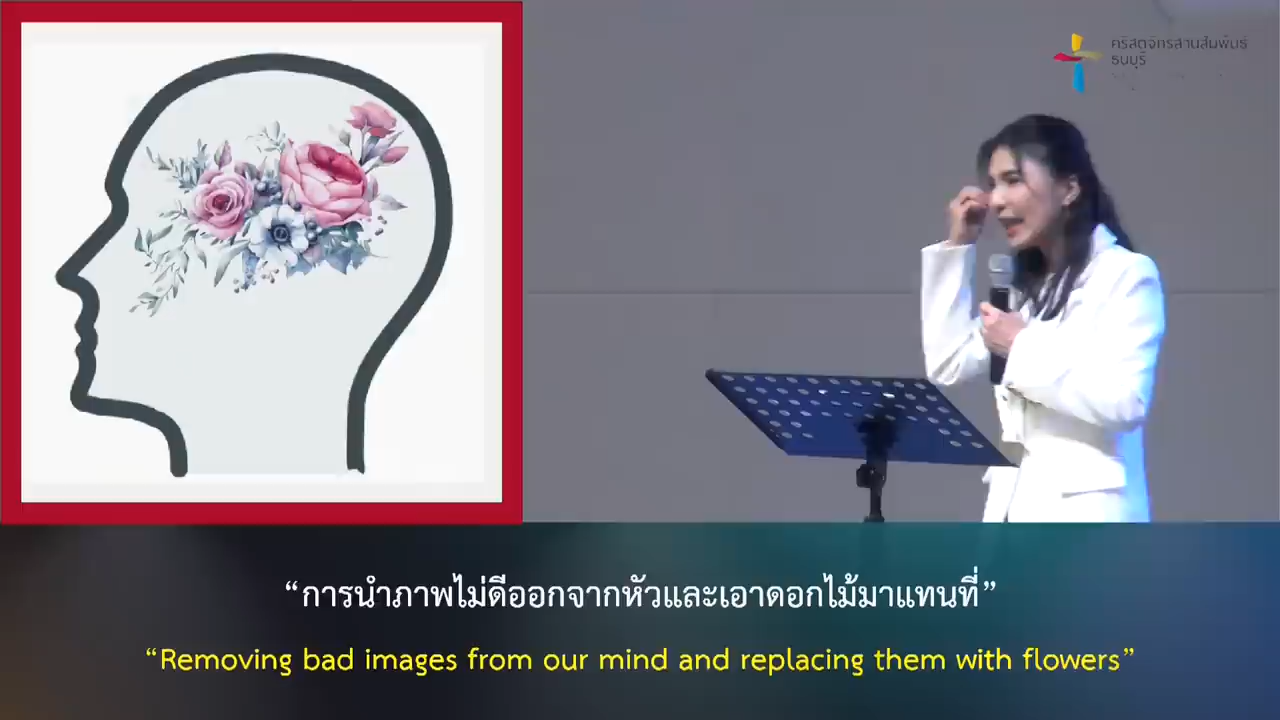 คริสตจักรสานสัมพันธ์
ธนบุรี
“การนำภาพไม่ดีออกจากหัวและเอาดอกไม้มาแทนที่”
“Removing bad images from our mind and replacing them with flowers”